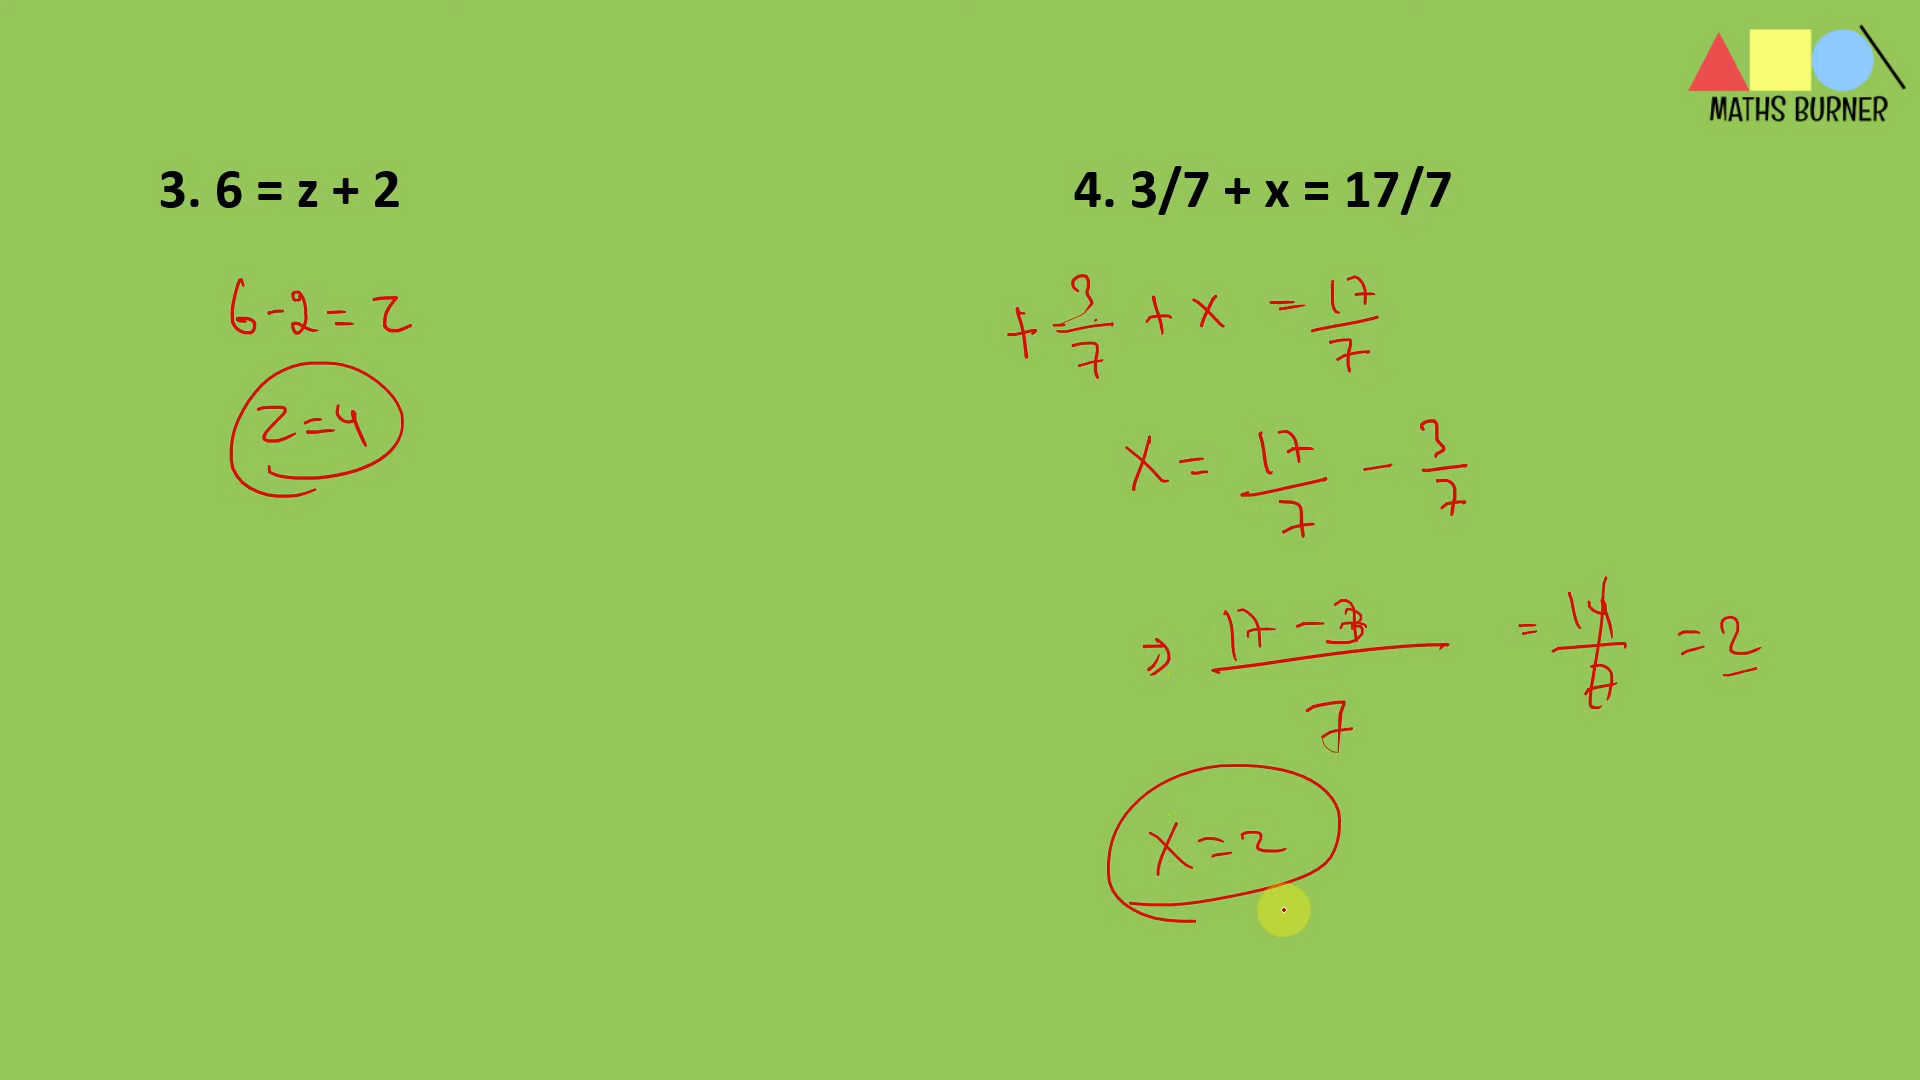 MATHS BURNER
3. 6 = z + 2
6 - 2 = z
z = 4
4. 3/7 + x = 17/7
+ 3/7 + x = 17/7
x = 17/7 - 3/7
⇒ 17 - 3 / 7 = 14/7 = 2
x = 2